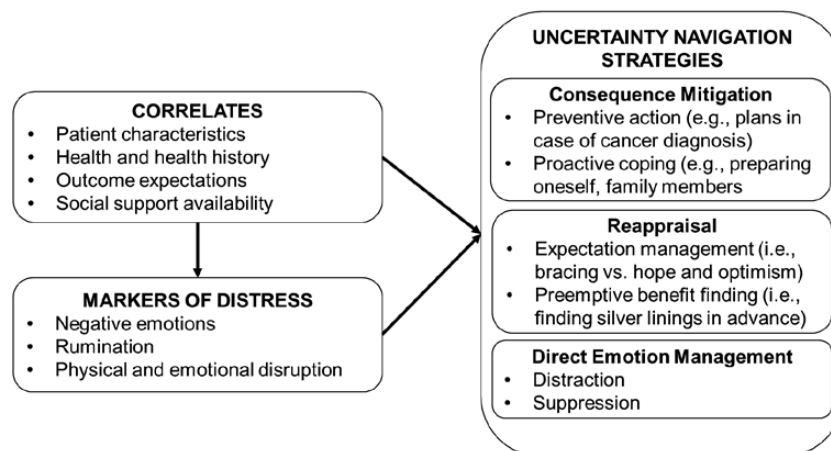 CORRELATES
• Patient characteristics
• Health and health history
• Outcome expectations
• Social support availability
MARKERS OF DISTRESS
• Negative emotions
• Rumination
• Physical and emotional disruption
UNCERTAINTY NAVIGATION
STRATEGIES
Consequence Mitigation
• Preventive action (e.g., plans in
case of cancer diagnosis)
• Proactive coping (e.g., preparing
oneself, family members
Reappraisal
• Expectation management (i.e.,
bracing vs. hope and optimism)
• Preemptive benefit finding (i.e.,
finding silver linings in advance)
Direct Emotion Management
• Distraction
• Suppression